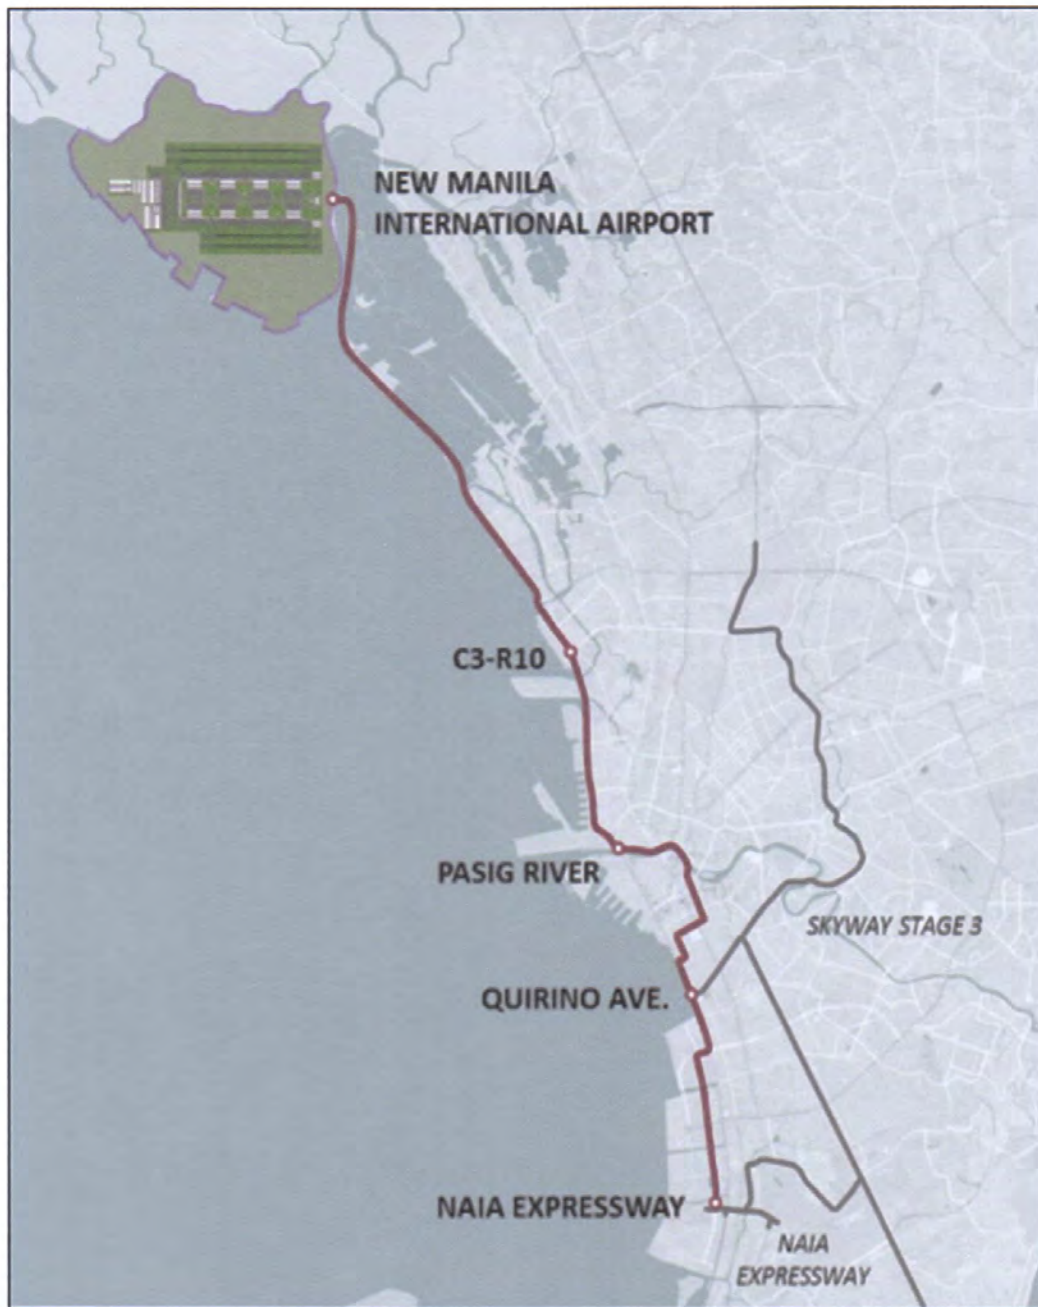 NEW MANILA
INTERNATIONAL AIRPORT
C3-R10
PASIG RIVER
SKYWAY STAGE 3
QUIRINO AVE.
NAIA EXPRESSWAY
NAIA
EXPRESSWAY